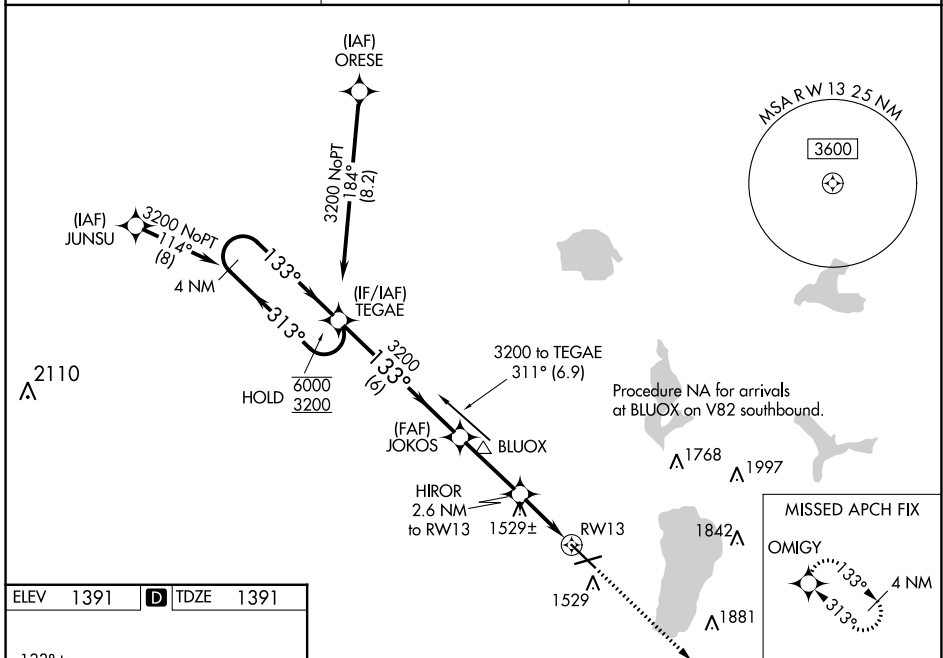 (IAF)
ORESE
MSA RW 13 25 NM
3600
3200 NoPT
184°
(8.2)
(IAF)
JUNSU
3200 NoPT
114°
(8)
4 NM
133°
313°
(IF/IAF)
TEGAE
HOLD
6000
3200
3200
133°
(6)
3200 to TEGAE
311° (6.9)
2110
Procedure NA for arrivals
at BLUOX on V82 southbound.
(FAF)
JOKOS
BLUOX
1768
1997
HIROR
2.6 NM
to RW13
1529±
RW13
1842
1529
1881
MISSED APCH FIX
OMIGY
133°
313°
4 NM
ELEV 1391 D TDZE 1391